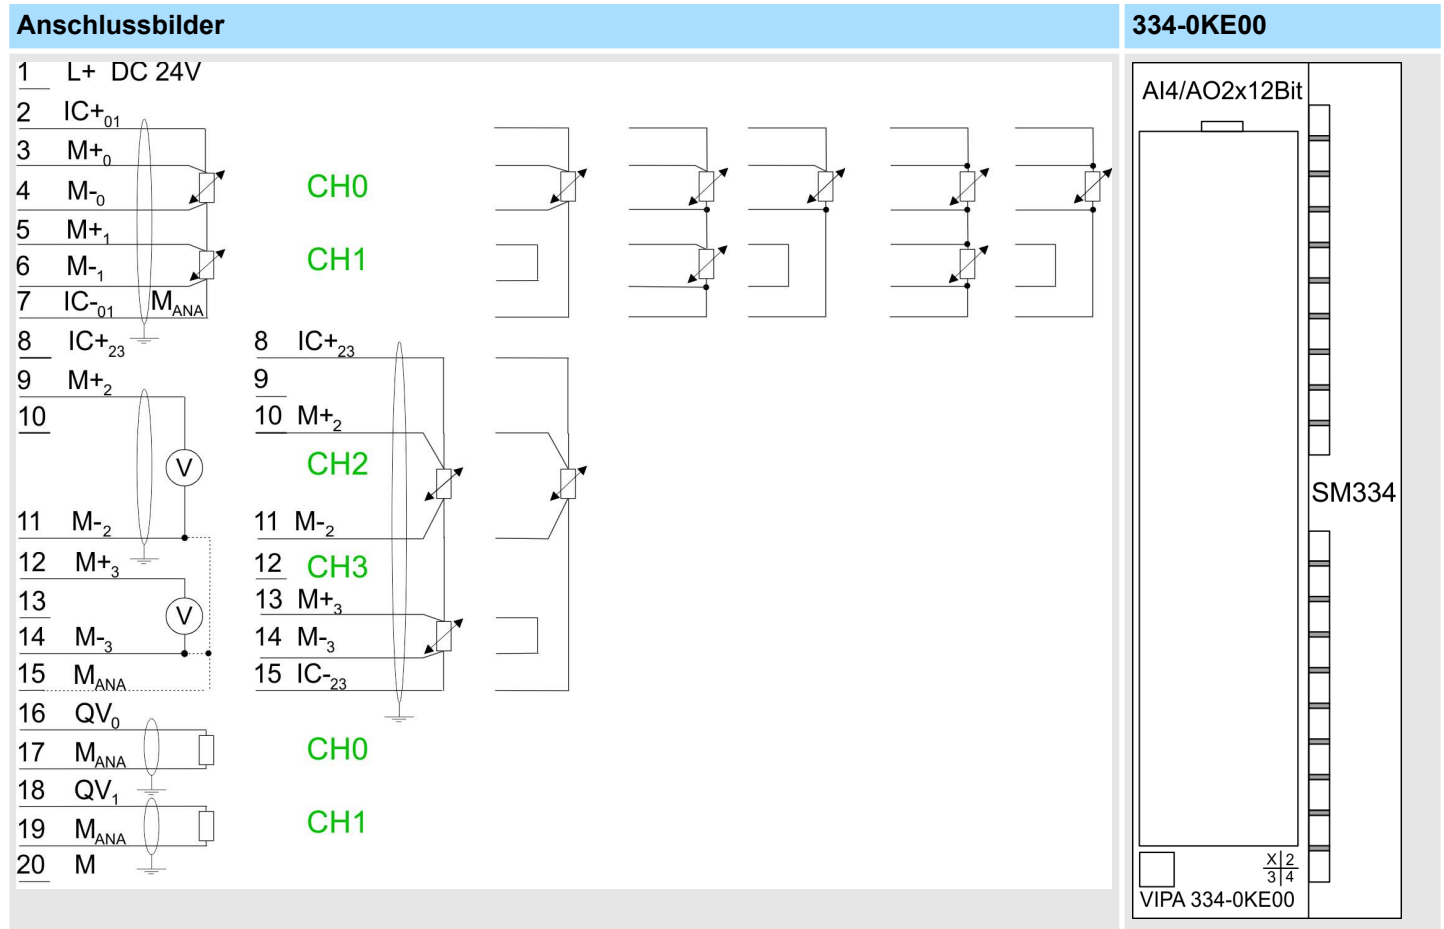 Anschlussbilder
334-0KE00
1 L+ DC 24V
2 IC+01
3 M+0
4 M-0
CH0
5 M+1
6 M-1
CH1
7 IC-01 MANA
8 IC+23
9 M+2
10
V
11 M-2
12 M+3
13
V
14 M-3
15 MANA
8 IC+23
9
10 M+2
CH2
11 M-2
12 CH3
13 M+3
14 M-3
15 IC-23
16 QV0
17 MANA
CH0
18 QV1
19 MANA
CH1
20 M
AI4/AO2x12Bit
SM334
X 2
3 4
VIPA 334-0KE00